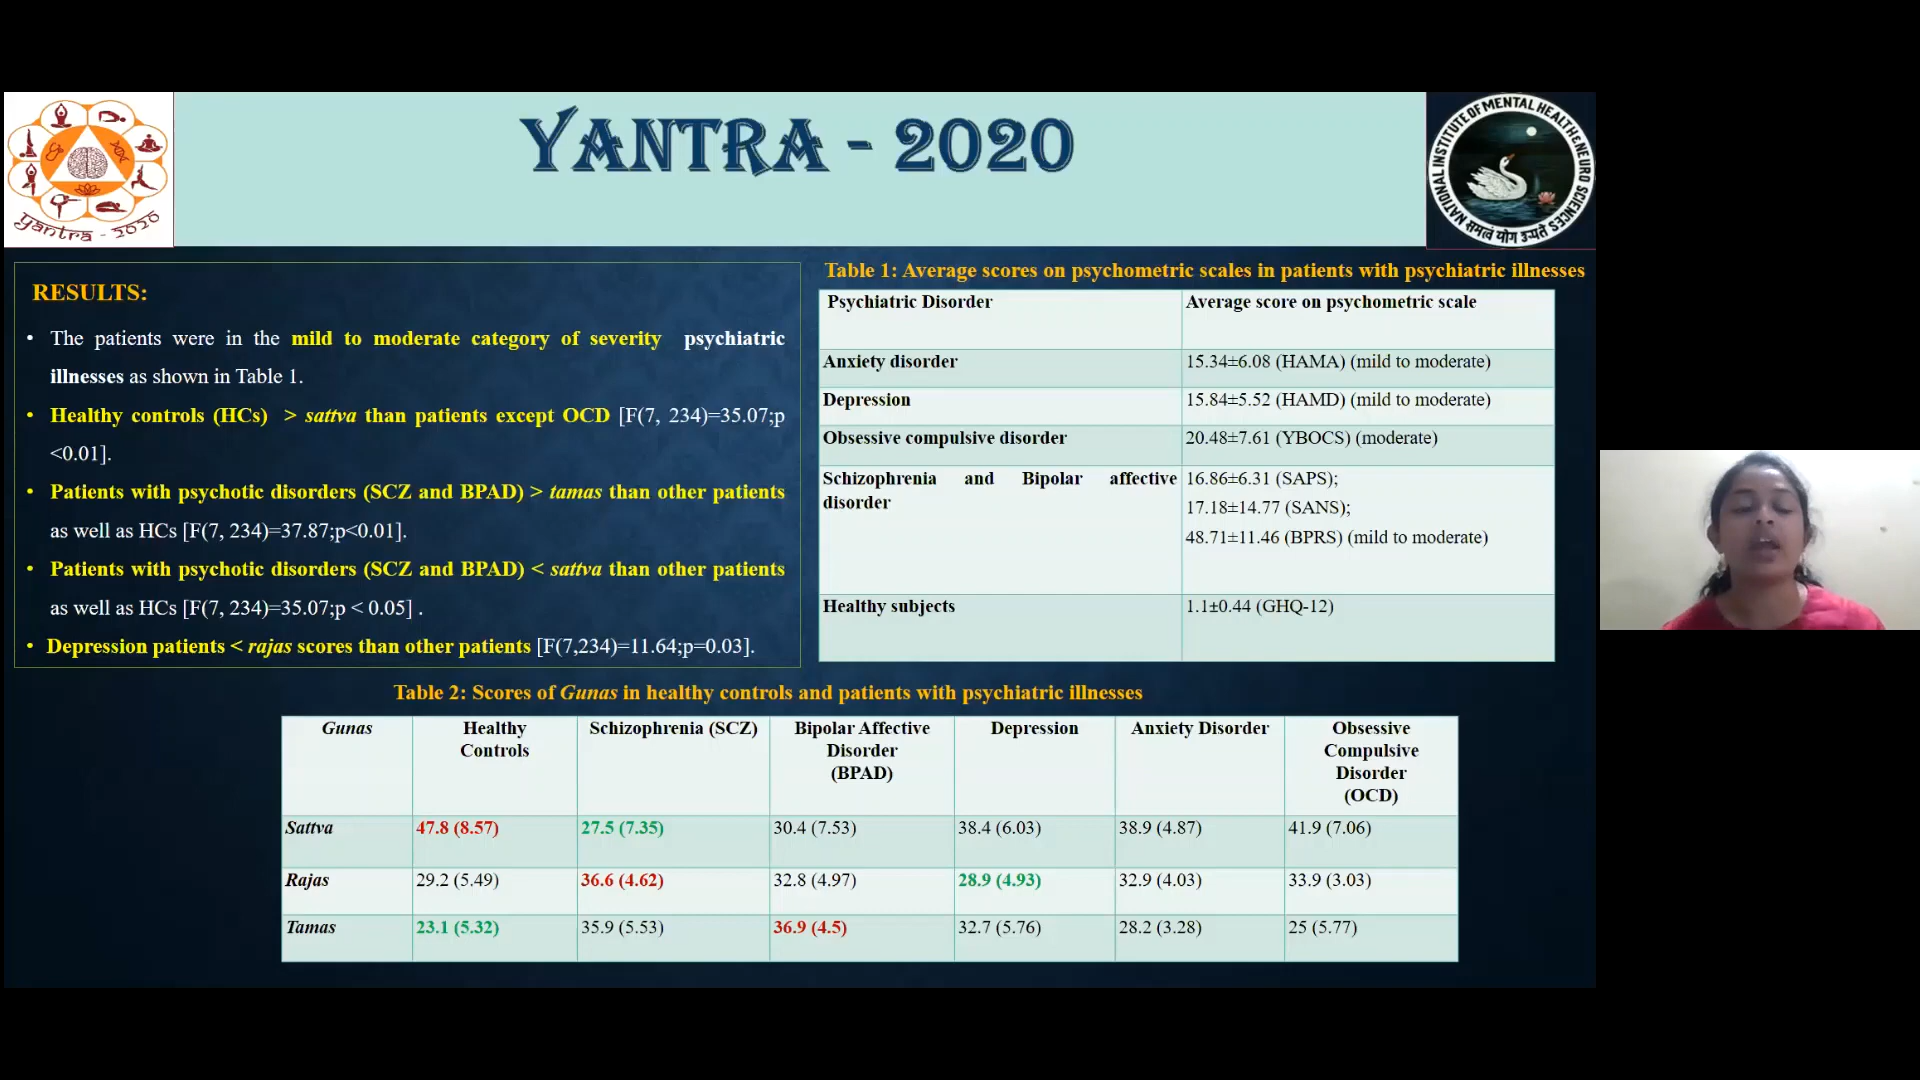 YANTRA - 2020
yantra - 2020
NATIONAL INSTITUTE OF MENTAL HEALTH & NEURO SCIENCES
समत्वं योग उच्यते
RESULTS:
• The patients were in the mild to moderate category of severity psychiatric
illnesses as shown in Table 1.
• Healthy controls (HCs) > sattva than patients except OCD [F(7, 234)=35.07;p
<0.01].
• Patients with psychotic disorders (SCZ and BPAD) > tamas than other patients
as well as HCs [F(7, 234)=37.87;p<0.01].
• Patients with psychotic disorders (SCZ and BPAD) < sattva than other patients
as well as HCs [F(7, 234)=35.07;p < 0.05] .
• Depression patients < rajas scores than other patients [F(7,234)=11.64;p=0.03].
Table 1: Average scores on psychometric scales in patients with psychiatric illnesses
Psychiatric Disorder Average score on psychometric scale
Anxiety disorder 15.34±6.08 (HAMA) (mild to moderate)
Depression 15.84±5.52 (HAMD) (mild to moderate)
Obsessive compulsive disorder 20.48±7.61 (YBOCS) (moderate)
Schizophrenia and Bipolar affective 16.86±6.31 (SAPS);
disorder 17.18±14.77 (SANS);
48.71±11.46 (BPRS) (mild to moderate)
Healthy subjects 1.1±0.44 (GHQ-12)
Table 2: Scores of Gunas in healthy controls and patients with psychiatric illnesses
Gunas Healthy Schizophrenia (SCZ) Bipolar Affective Depression Anxiety Disorder Obsessive
Controls Disorder Compulsive
(BPAD) Disorder
(OCD)
Sattva 47.8 (8.57) 27.5 (7.35) 30.4 (7.53) 38.4 (6.03) 38.9 (4.87) 41.9 (7.06)
Rajas 29.2 (5.49) 36.6 (4.62) 32.8 (4.97) 28.9 (4.93) 32.9 (4.03) 33.9 (3.03)
Tamas 23.1 (5.32) 35.9 (5.53) 36.9 (4.5) 32.7 (5.76) 28.2 (3.28) 25 (5.77)